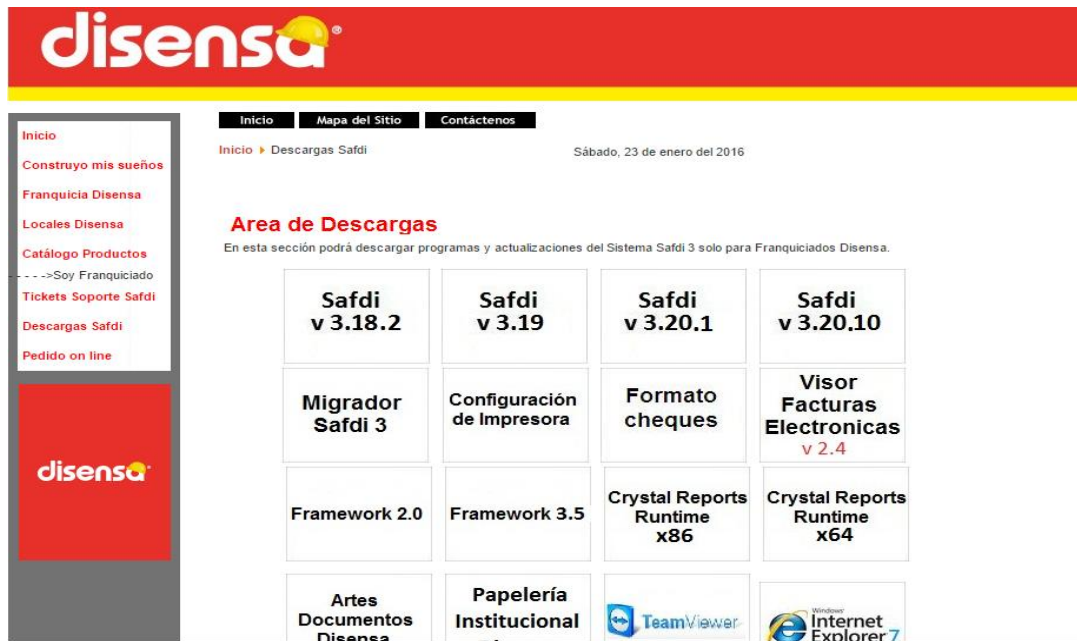 disensa®
Inicio
Mapa del Sitio
Contáctenos
Inicio
Descargas Safdi
Sábado, 23 de enero del 2016
Inicio
Construyo mis sueños
Franquicia Disensa
Locales Disensa
Catálogo Productos
- - - - ->Soy Franquiciado
Tickets Soporte Safdi
Descargas Safdi
Pedido on line
disensa
Area de Descargas
En esta sección podrá descargar programas y actualizaciones del Sistema Safdi 3 solo para Franquiciados Disensa.
Safdi
v 3.18.2
Safdi
v 3.19
Safdi
v 3.20.1
Safdi
v 3.20.10
Migrador
Safdi 3
Configuración
de Impresora
Formato
cheques
Visor
Facturas
Electronicas
v 2.4
Framework 2.0
Framework 3.5
Crystal Reports
Runtime
x86
Crystal Reports
Runtime
x64
Artes
Documentos
Disensa
Papelería
Institucional
TeamViewer
Windows
Internet
Explorer 7